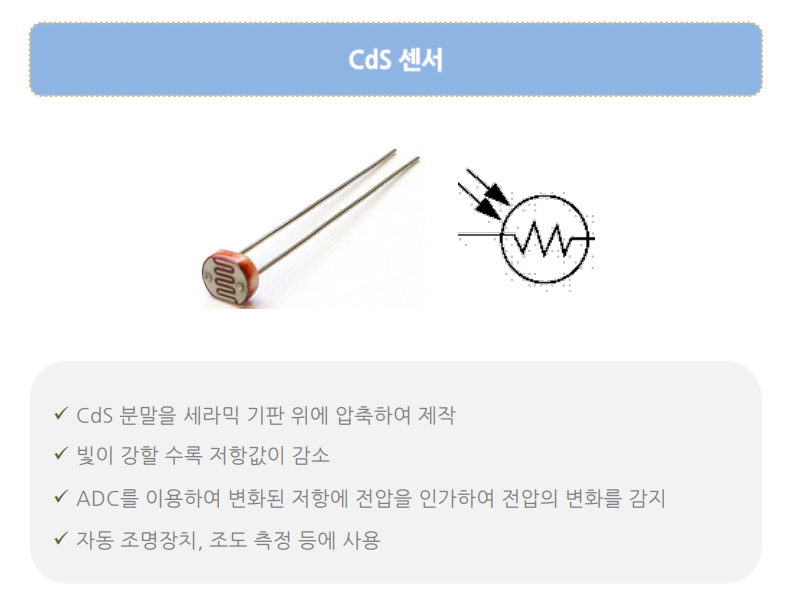 CdS 센서
✓ CdS 분말을 세라믹 기판 위에 압축하여 제작
✓ 빛이 강할 수록 저항값이 감소
✓ ADC를 이용하여 변화된 저항에 전압을 인가하여 전압의 변화를 감지
✓ 자동 조명장치, 조도 측정 등에 사용